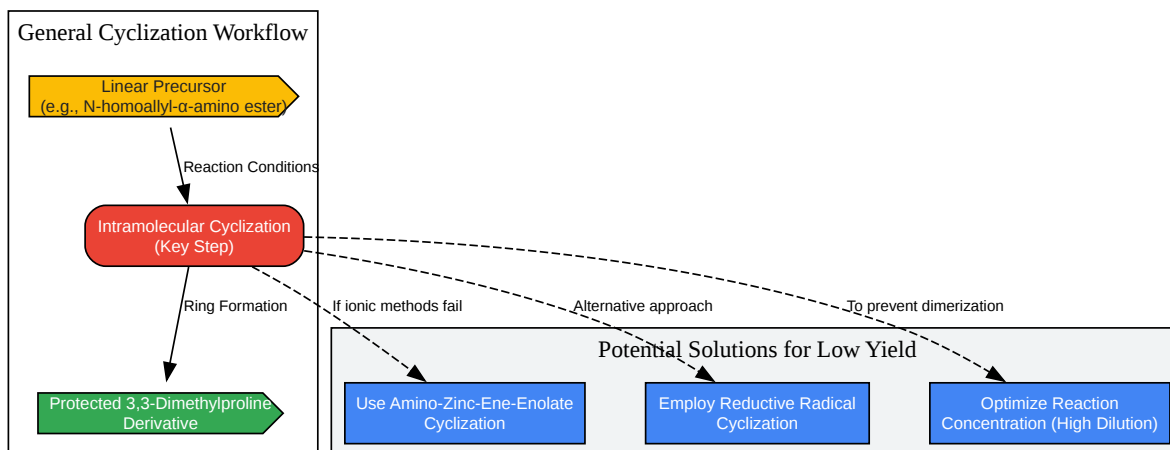 General Cyclization Workflow
Linear Precursor
(e.g., N-homoallyl-α-amino ester)
Reaction Conditions
Intramolecular Cyclization
(Key Step)
Ring Formation
If ionic methods fail
Alternative approach
To prevent dimerization
Protected 3,3-Dimethylproline
Derivative
Potential Solutions for Low Yield
Use Amino-Zinc-Ene-Enolate
Cyclization
Employ Reductive Radical
Cyclization
Optimize Reaction
Concentration (High Dilution)